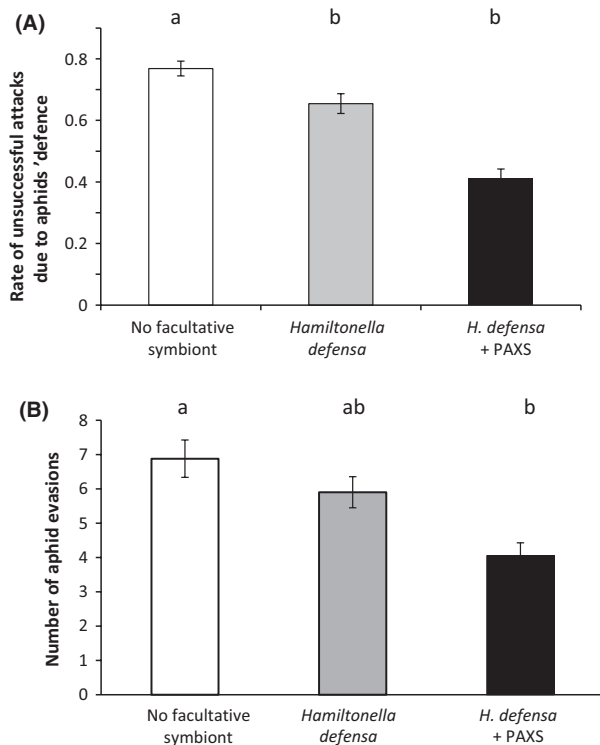 (A)
a b b
Rate of unsuccessful attacks
due to aphids 'defence
0.8
0.6
0.4
0.2
0
No facultative
symbiont
Hamiltonella
defensa
H. defensa
+ PAXS
(B)
a ab b
Number of aphid evasions
8
7
6
5
4
3
2
1
0
No facultative
symbiont
Hamiltonella
defensa
H. defensa
+ PAXS